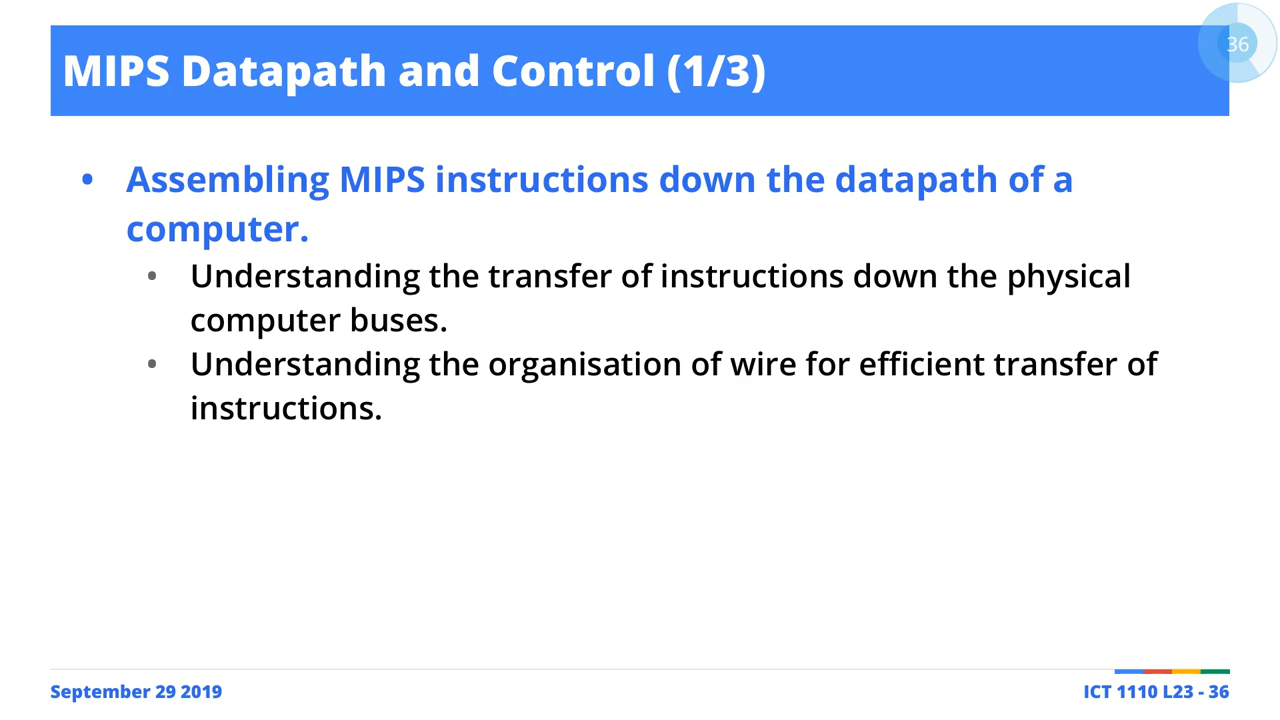 36
MIPS Datapath and Control (1/3)
• Assembling MIPS instructions down the datapath of a
computer.
• Understanding the transfer of instructions down the physical
computer buses.
• Understanding the organisation of wire for efficient transfer of
instructions.
September 29 2019
ICT 1110 L23 - 36